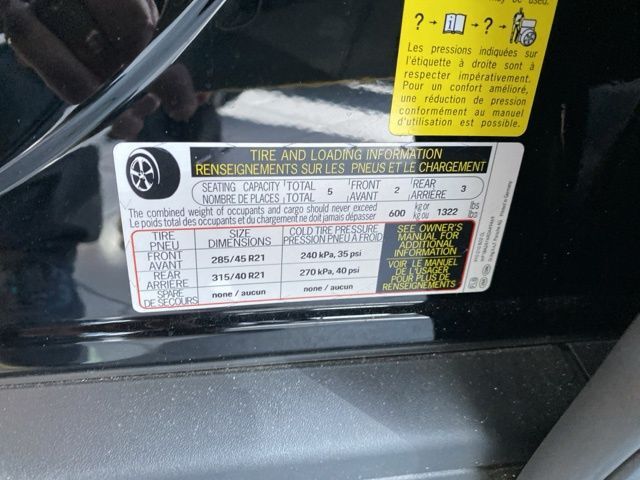 may be used.
? → → ? →
Les pressions indiquées sur
l'étiquette à droite sont à
respecter impérativement.
Pour un confort amélioré,
une réduction de pression
conformément au manuel
d'utilisation est possible.
TIRE AND LOADING INFORMATION
RENSEIGNEMENTS SUR LES PNEUS ET LE CHARGEMENT
SEATING CAPACITY TOTAL 5 FRONT 2 REAR 3
NOMBRE DE PLACES TOTAL AVANT ARRIÈRE
The combined weight of occupants and cargo should never exceed 600 kg or 1322 lbs
Le poids total des occupants et du chargement ne doit jamais dépasser kg ou lbs
TIRE SIZE COLD TIRE PRESSURE
PNEU DIMENSIONS PRESSION PNEU À FROID
FRONT 285/45 R21 240 kPa, 35 psi
AVANT
REAR 315/40 R21 270 kPa, 40 psi
ARRIÈRE
SPARE none / aucun none / aucun
DE SECOURS
SEE OWNER'S
MANUAL FOR
ADDITIONAL
INFORMATION
VOIR LE MANUEL
DE L'USAGER
POUR PLUS DE
RENSEIGNEMENTS